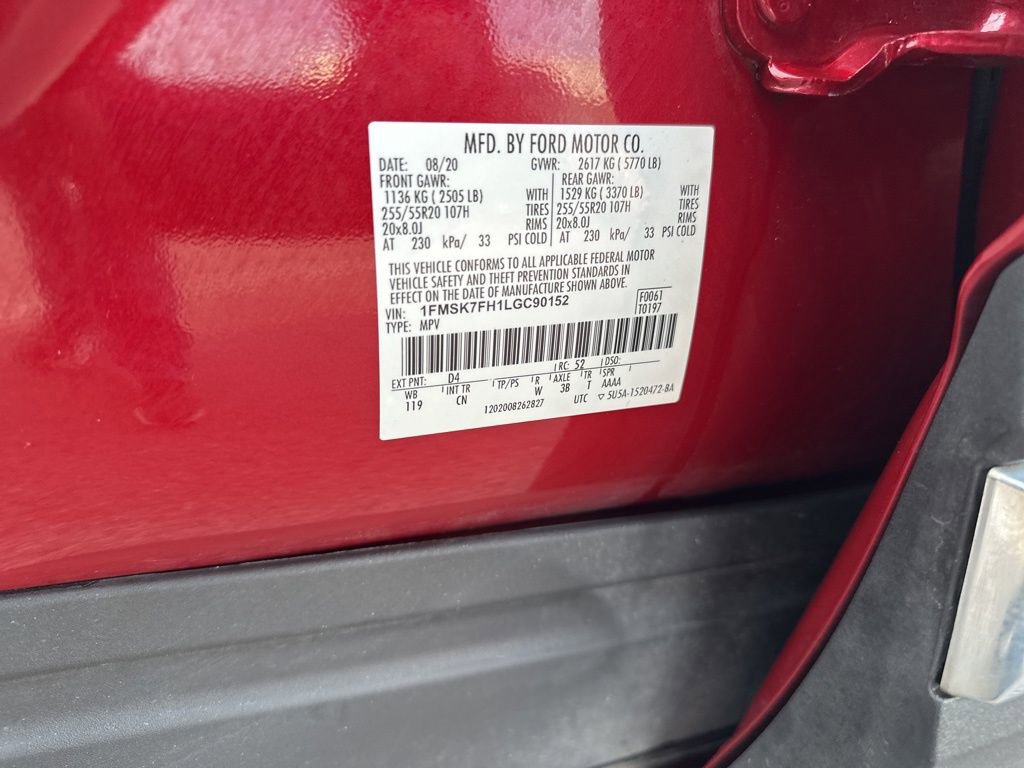 MFD. BY FORD MOTOR CO.
DATE: 08/20 GVWR: 2617 KG ( 5770 LB)
FRONT GAWR: REAR GAWR:
1136 KG ( 2505 LB) WITH 1529 KG ( 3370 LB) WITH
255/55R20 107H TIRES 255/55R20 107H TIRES
20x8.0J RIMS 20x8.0J RIMS
AT 230 kPa/ 33 PSI COLD AT 230 kPa/ 33 PSI COLD
THIS VEHICLE CONFORMS TO ALL APPLICABLE FEDERAL MOTOR
VEHICLE SAFETY AND THEFT PREVENTION STANDARDS IN
EFFECT ON THE DATE OF MANUFACTURE SHOWN ABOVE.
VIN: 1FMSK7FH1LGC90152 F0061
TYPE: MPV T0197
EXT PNT: D4 RC: 52 DSO:
WB INT TR TP/PS R AXLE TR SPR
119 CN W 3B T AAAA
1202008262827 UTC ▽ 5U5A-1520472-BA